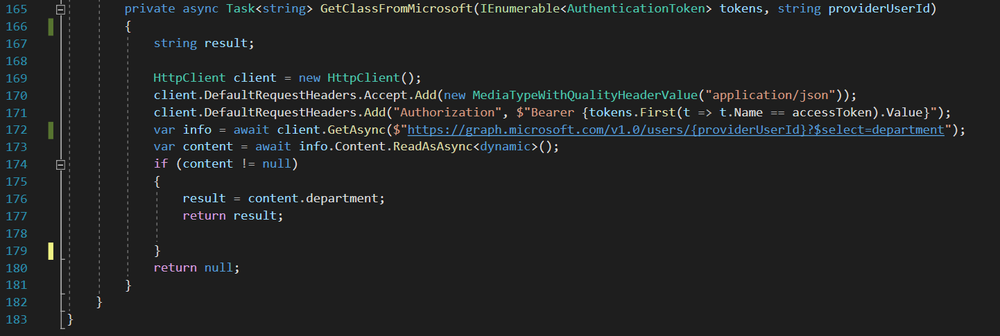 165 private async Task<string> GetClassFromMicrosoft(IEnumerable<AuthenticationToken> tokens, string providerUserId)
166 {
167 string result;
168
169 HttpClient client = new HttpClient();
170 client.DefaultRequestHeaders.Accept.Add(new MediaTypeWithQualityHeaderValue("application/json"));
171 client.DefaultRequestHeaders.Add("Authorization", $"Bearer {tokens.First(t => t.Name == accessToken).Value}");
172 var info = await client.GetAsync($"https://graph.microsoft.com/v1.0/users/{providerUserId}?$select=department");
173 var content = await info.Content.ReadAsAsync<dynamic>();
174 if (content != null)
175 {
176 result = content.department;
177 return result;
178
179 }
180 return null;
181 }
182 }
183 }